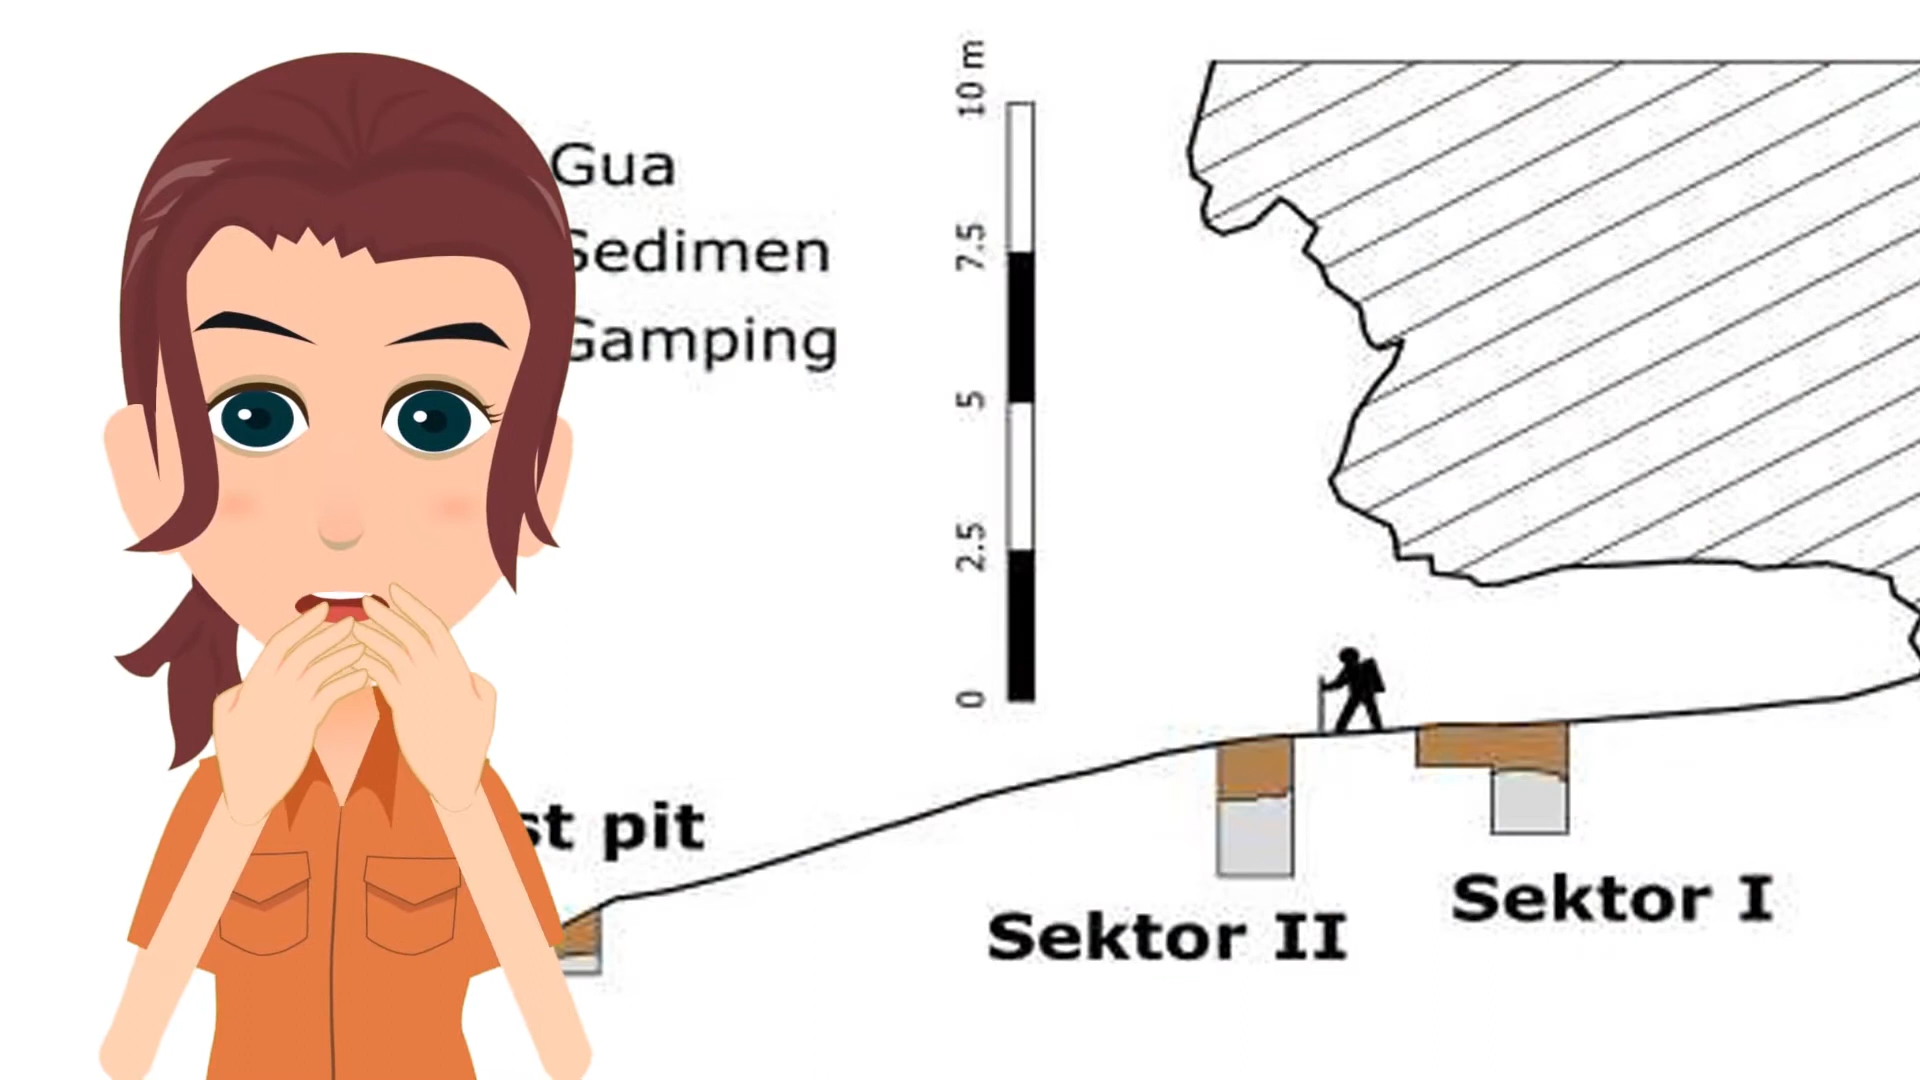 Gua
Sedimen
Gamping
10 m
7.5
5
2.5
0
st pit
Sektor II
Sektor I